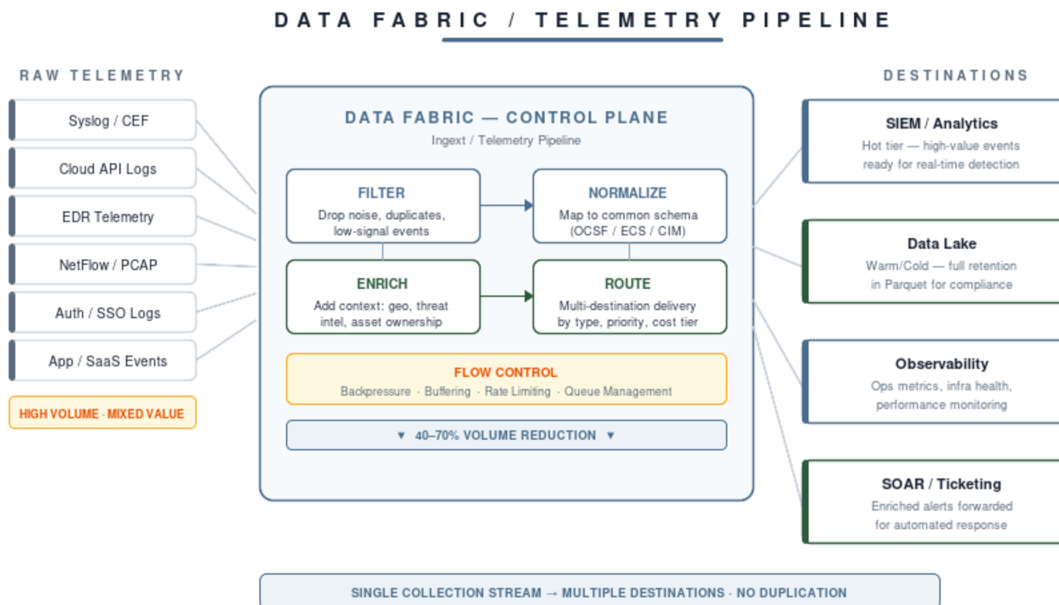 DATA FABRIC / TELEMETRY PIPELINE
RAW TELEMETRY
Syslog / CEF
Cloud API Logs
EDR Telemetry
NetFlow / PCAP
Auth / SSO Logs
App / SaaS Events
HIGH VOLUME · MIXED VALUE
DATA FABRIC — CONTROL PLANE
Ingext / Telemetry Pipeline
FILTER
Drop noise, duplicates,
low-signal events
NORMALIZE
Map to common schema
(OCSF / ECS / CIM)
ENRICH
Add context: geo, threat
intel, asset ownership
ROUTE
Multi-destination delivery
by type, priority, cost tier
FLOW CONTROL
Backpressure · Buffering · Rate Limiting · Queue Management
▼ 40–70% VOLUME REDUCTION ▼
DESTINATIONS
SIEM / Analytics
Hot tier — high-value events
ready for real-time detection
Data Lake
Warm/Cold — full retention
in Parquet for compliance
Observability
Ops metrics, infra health,
performance monitoring
SOAR / Ticketing
Enriched alerts forwarded
for automated response
SINGLE COLLECTION STREAM → MULTIPLE DESTINATIONS · NO DUPLICATION